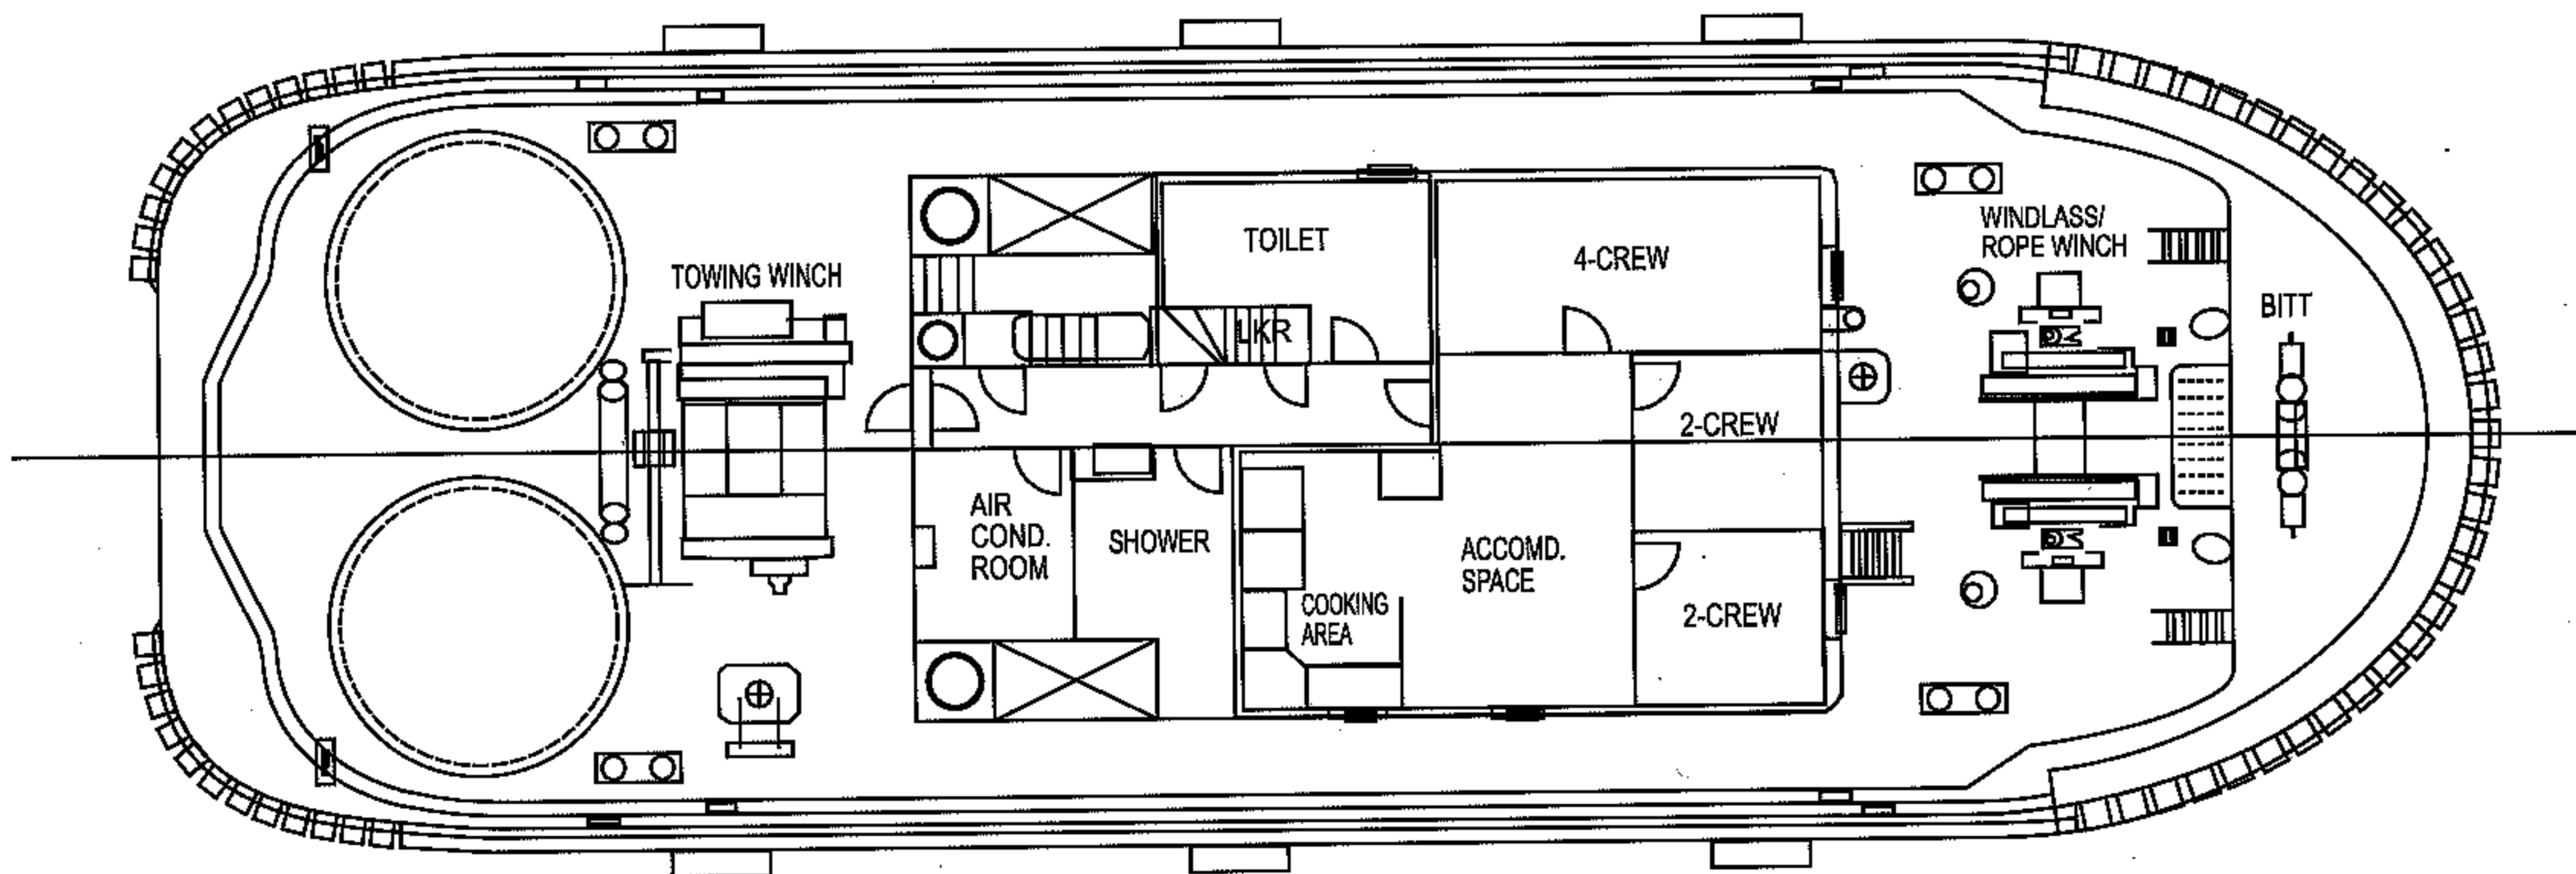 TOWING WINCH
TOILET
LKR
4-CREW
WINDLASS/
ROPE WINCH
BITT
2-CREW
AIR
COND.
ROOM
SHOWER
COOKING
AREA
ACCOMD.
SPACE
2-CREW